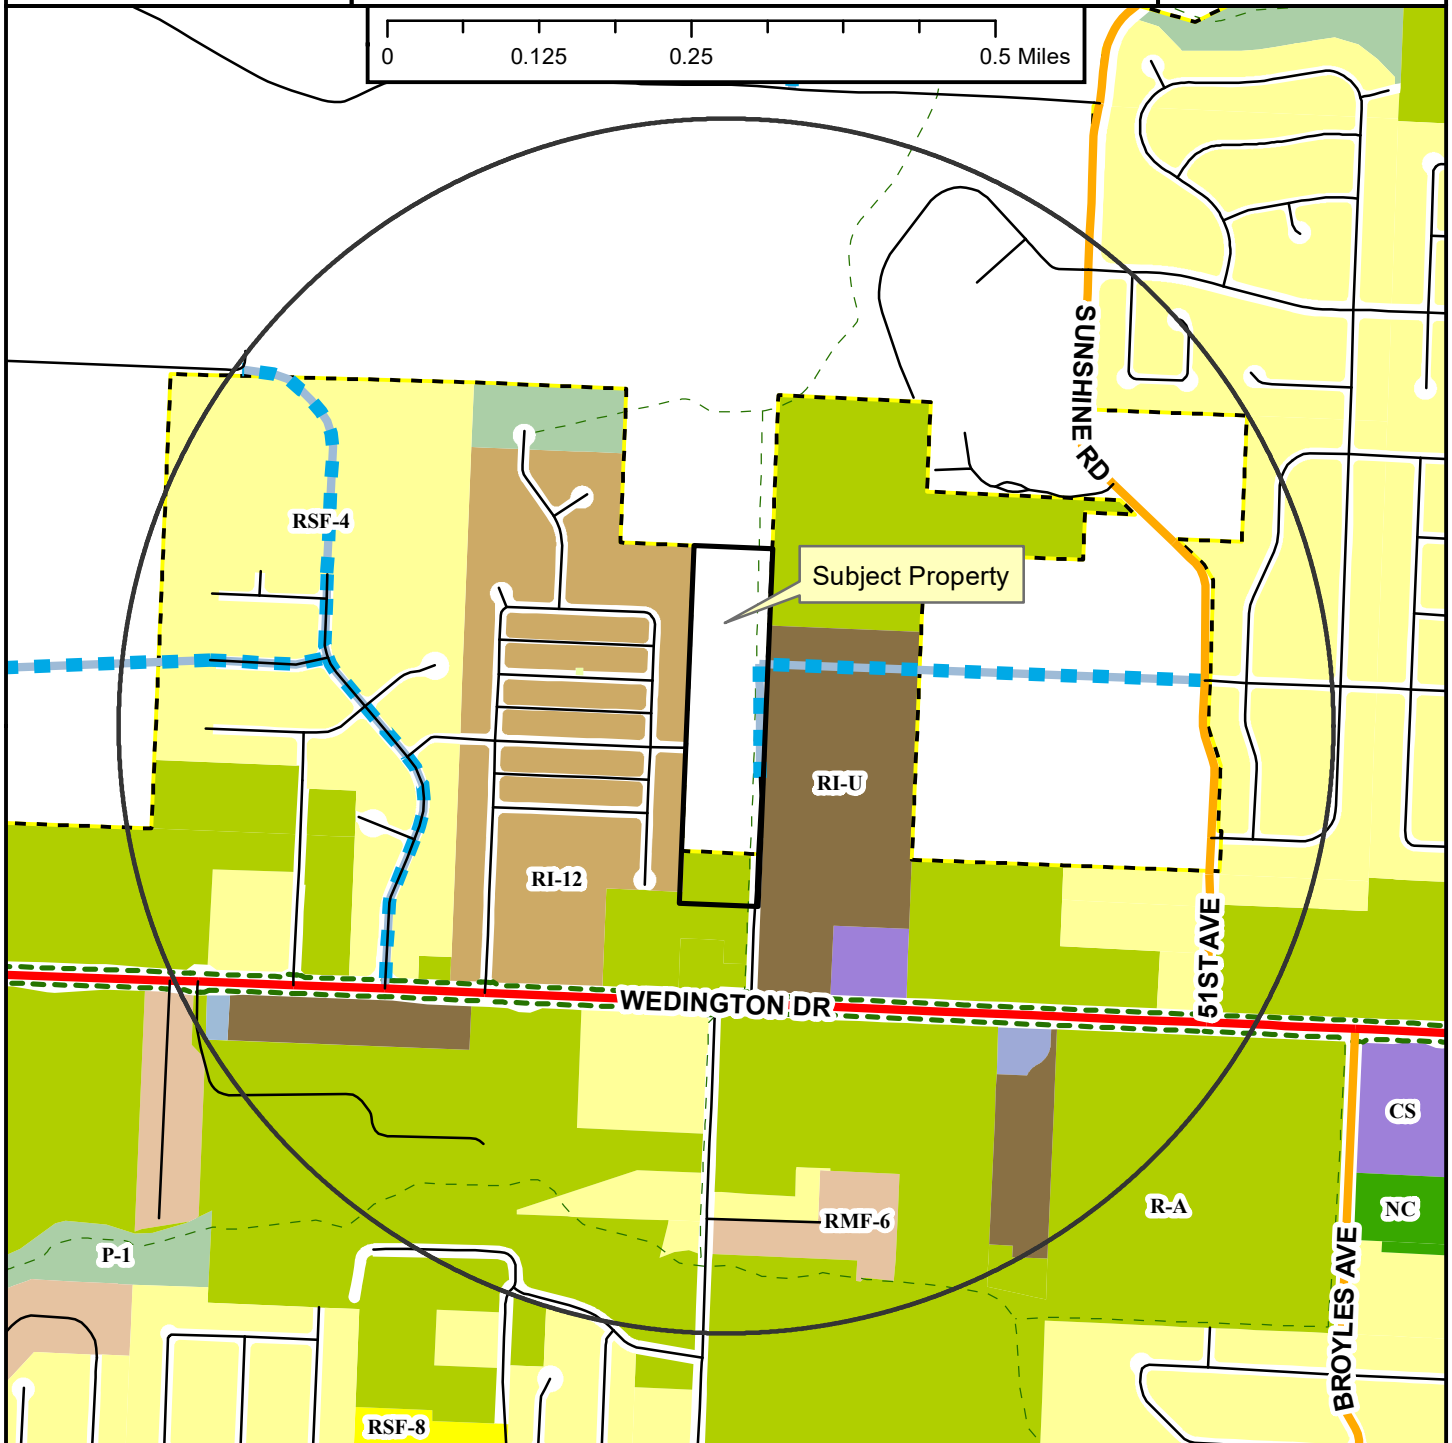 0 0.125 0.25 0.5 Miles
SUNSHINE RD
RSF-4
Subject Property
RI-U
RI-12
51ST AVE
WEDINGTON DR
CS
R-A
NC
RMF-6
P-1
BROYLES AVE
RSF-8